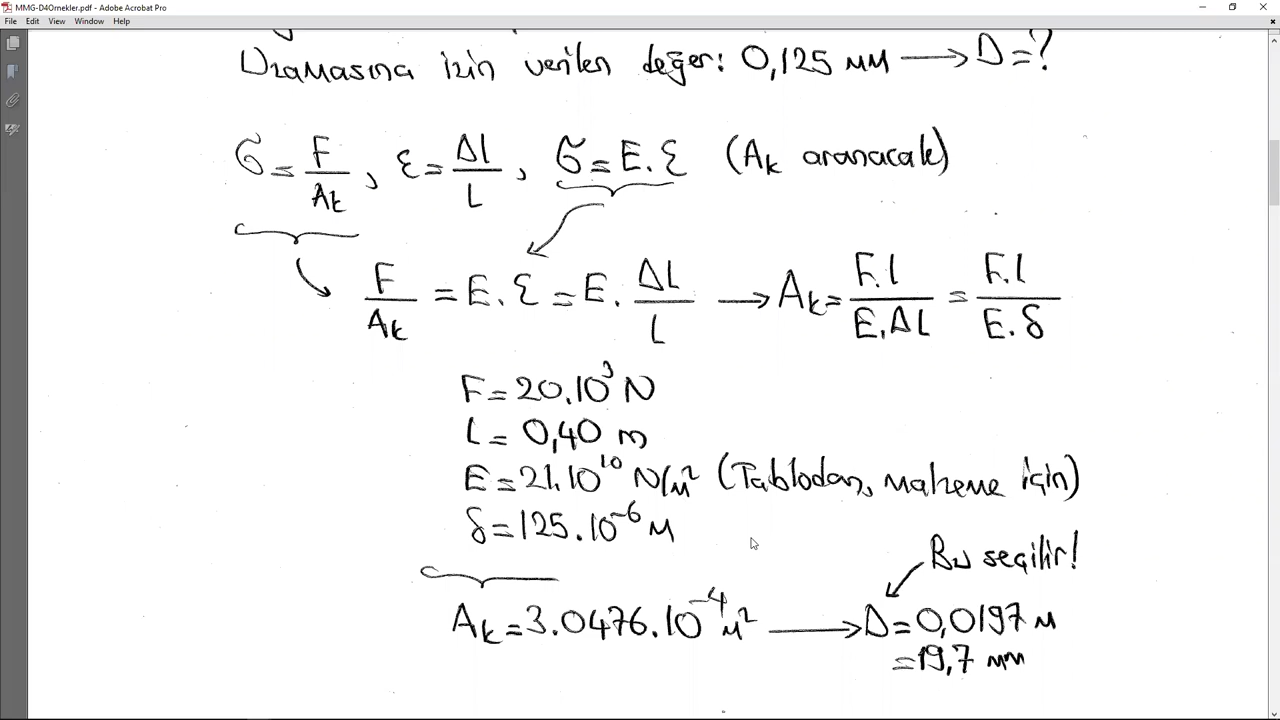 MMG-D4Ornekler.pdf - Adobe Acrobat Pro
File Edit View Window Help
Uzamasına için verilen değer: 0,125 mm → D=?
σ = F/Ak, ε = Δl/L, σ = E.ε (Ak aranacak)
F/Ak = E.ε = E. ΔL/L → Ak = F.l/E.ΔL = F.l/E.δ
F = 20.10³ N
L = 0,40 m
E = 21.10¹⁰ N/m² (Tablodan, malzeme için)
δ = 125.10⁻⁶ m
Bu seçilir!
Ak = 3.0476.10⁻⁴ m² → D = 0,0197 m
= 19,7 mm